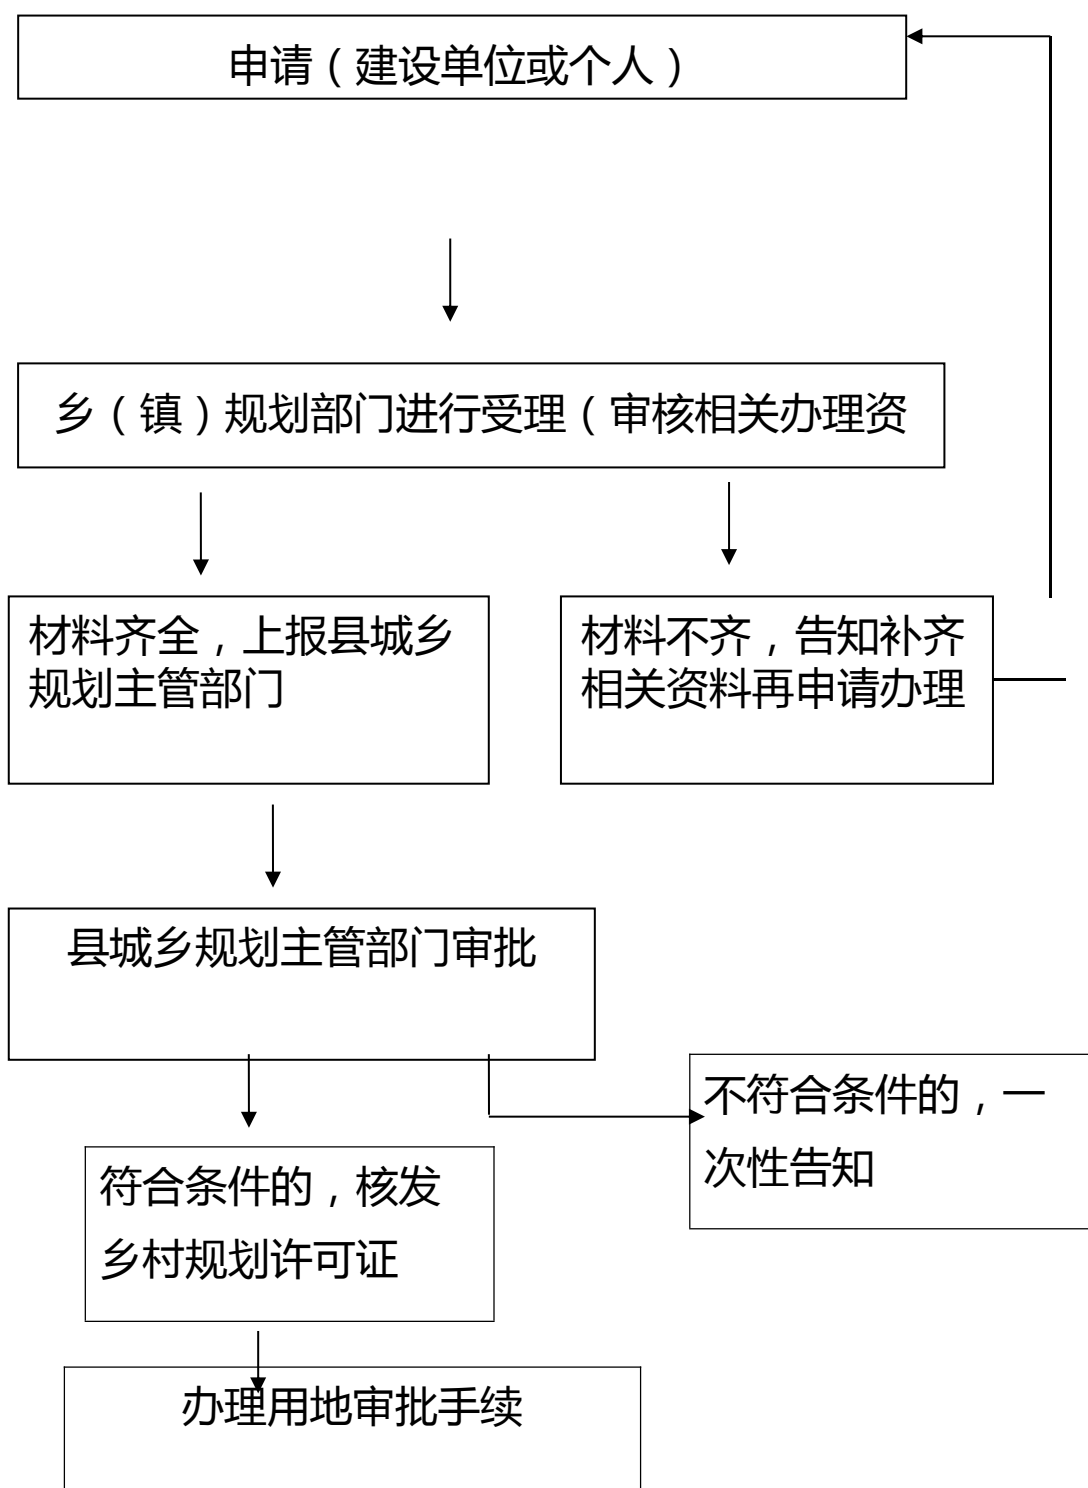 申请（建设单位或个人）
乡（镇）规划部门进行受理（审核相关办理资
材料齐全，上报县城乡
规划主管部门
材料不齐，告知补齐
相关资料再申请办理
县城乡规划主管部门审批
不符合条件的，一
次性告知
符合条件的，核发
乡村规划许可证
办理用地审批手续